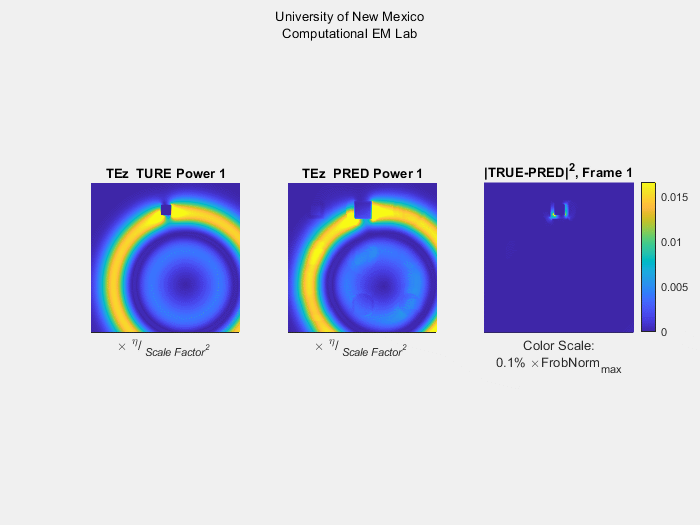 University of New Mexico
Computational EM Lab
TEz TURE Power 1
TEz PRED Power 1
|TRUE-PRED|², Frame 1
0.015
0.01
0.005
0
× η/ Scale Factor²
× η/ Scale Factor²
Color Scale:
0.1% ×FrobNorm_max